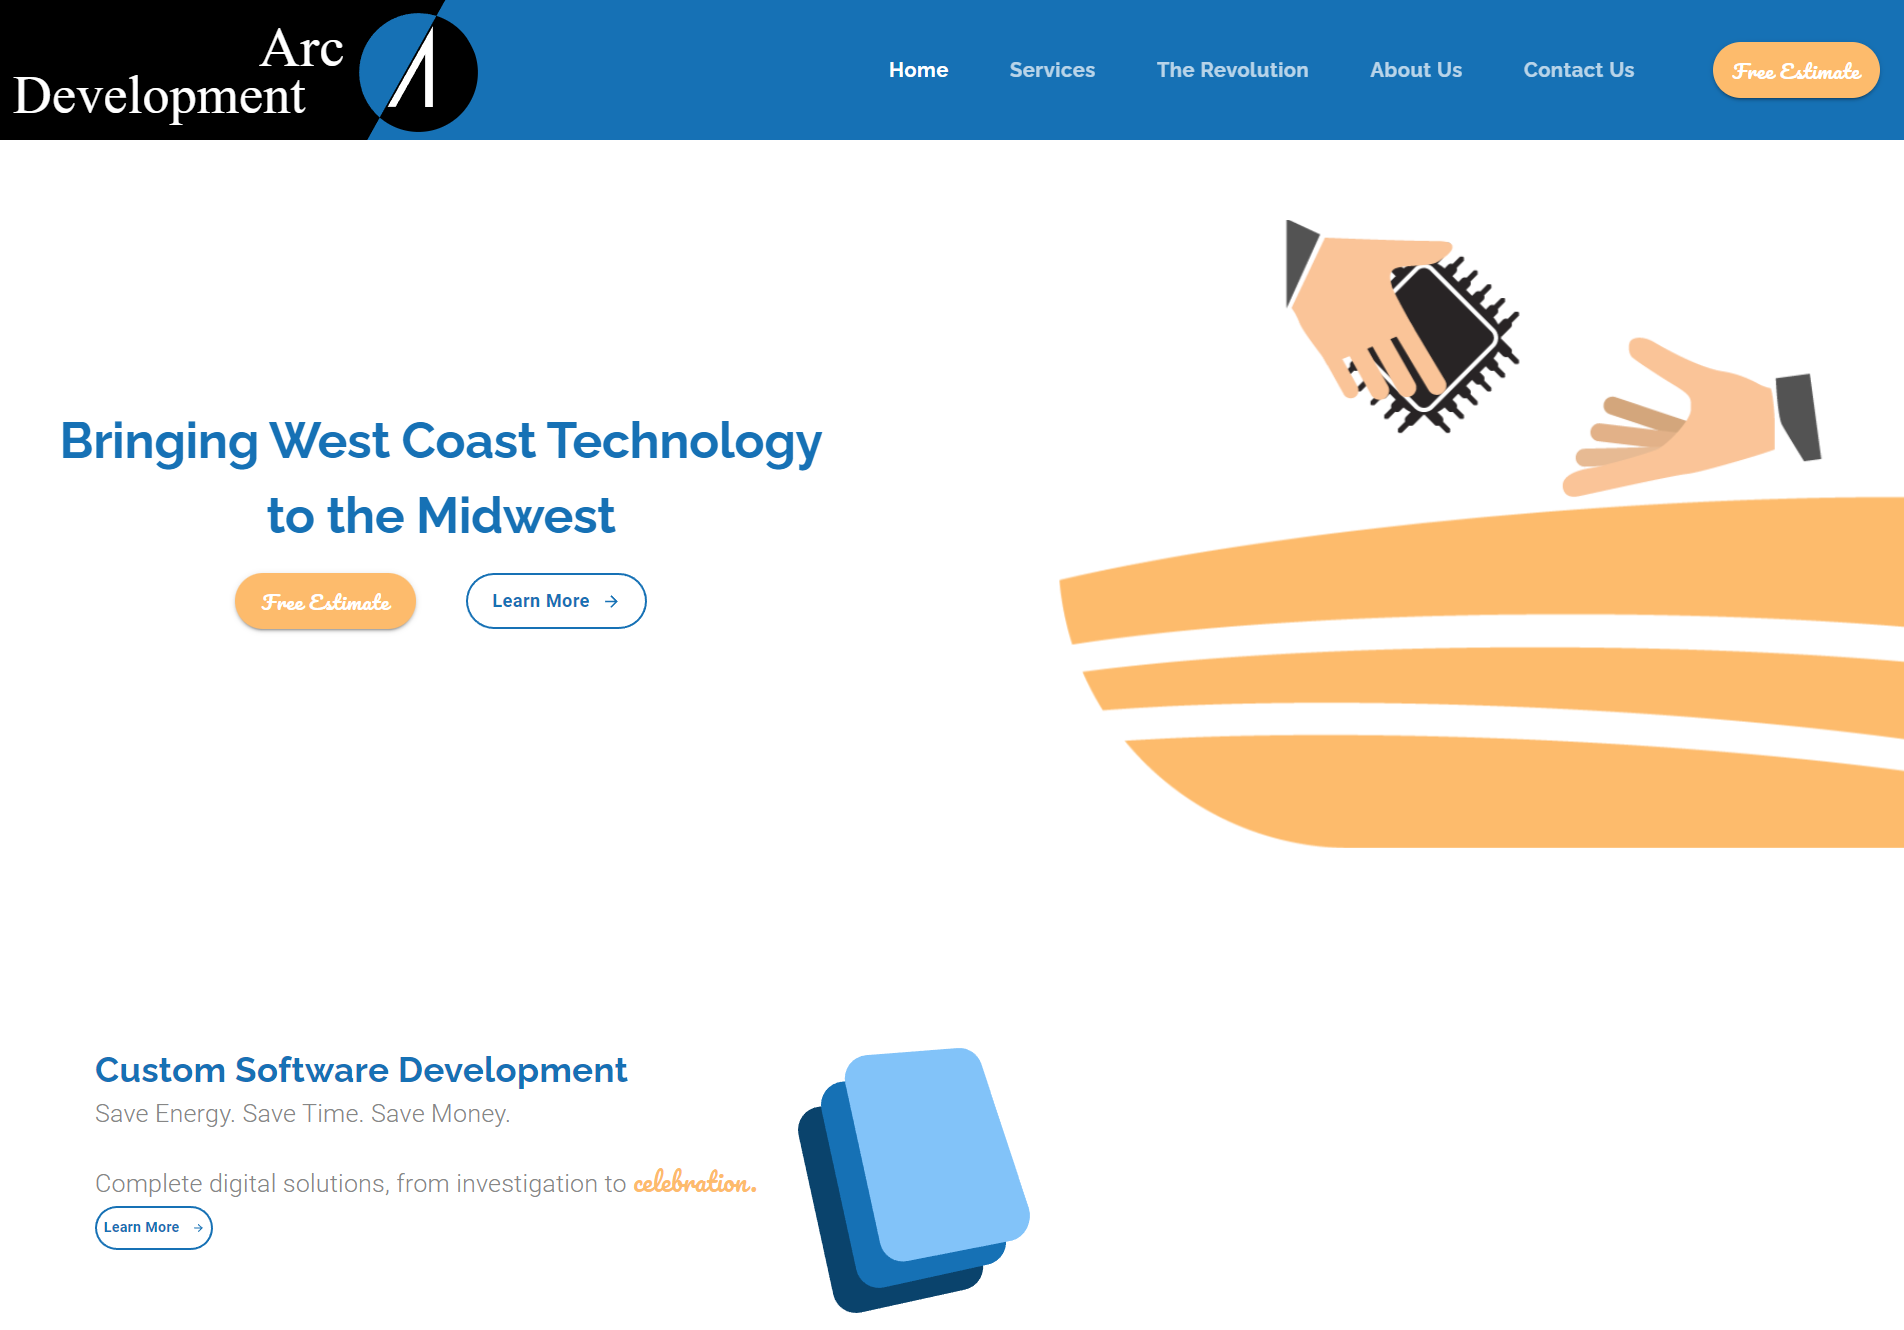 Arc
Development
Home Services The Revolution About Us Contact Us Free Estimate
Bringing West Coast Technology
to the Midwest
Free Estimate Learn More →
Custom Software Development
Save Energy. Save Time. Save Money.
Complete digital solutions, from investigation to celebration.
Learn More →